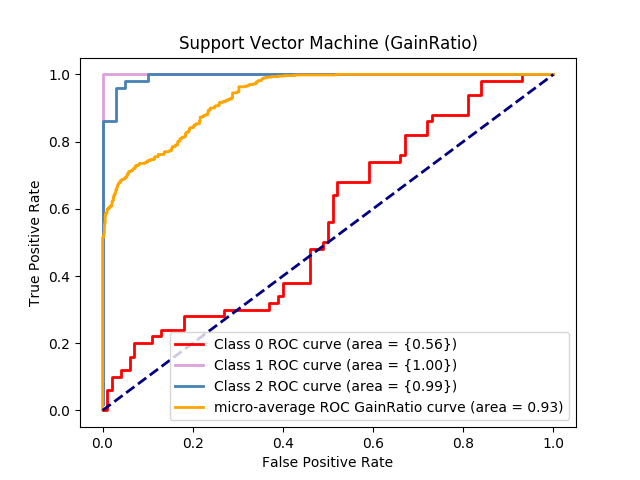 Support Vector Machine (GainRatio)
True Positive Rate
1.0
0.8
0.6
0.4
0.2
0.0
Class 0 ROC curve (area = {0.56})
Class 1 ROC curve (area = {1.00})
Class 2 ROC curve (area = {0.99})
micro-average ROC GainRatio curve (area = 0.93)
0.0 0.2 0.4 0.6 0.8 1.0
False Positive Rate